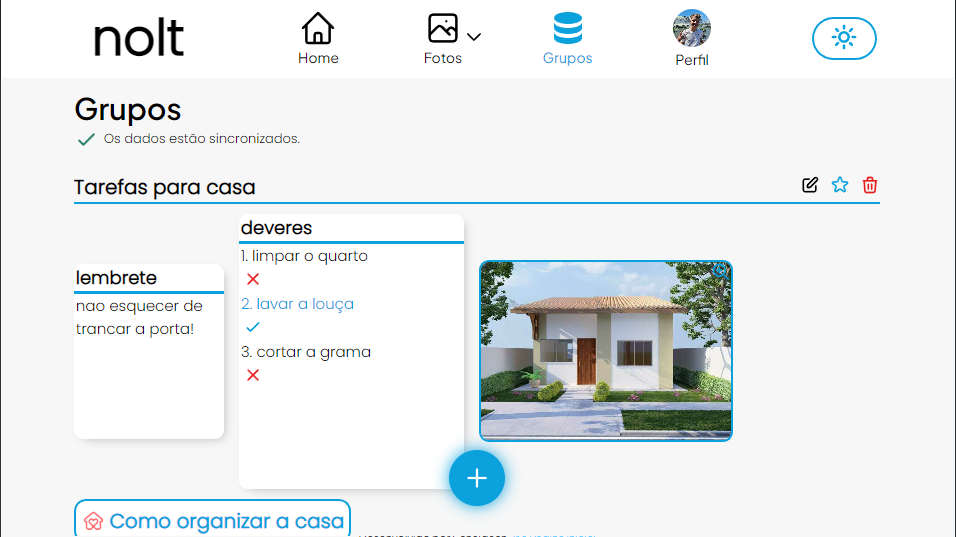 nolt
Home
Fotos
Grupos
Perfil
Grupos
Os dados estão sincronizados.
Tarefas para casa
lembrete
nao esquecer de
trancar a porta!
deveres
1. limpar o quarto
2. lavar a louça
3. cortar a grama
Como organizar a casa